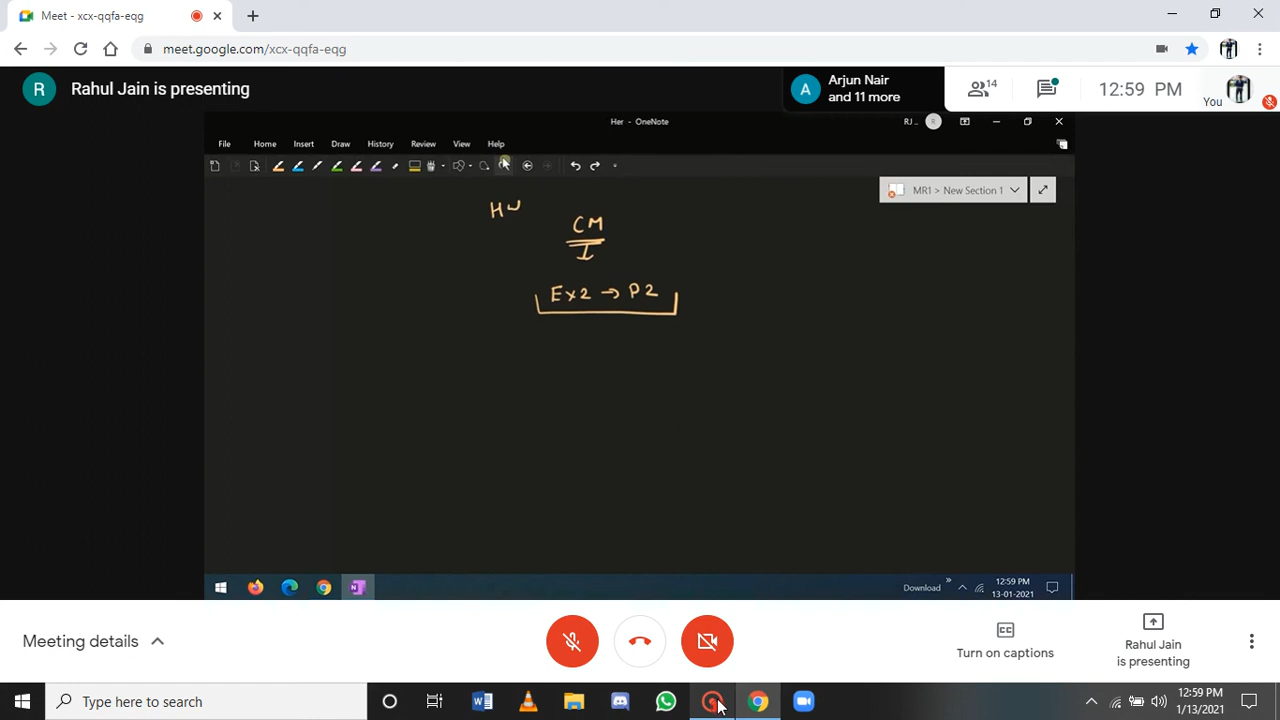 Meet - xcx-qqfa-eqg
meet.google.com/xcx-qqfa-eqg
R Rahul Jain is presenting
A Arjun Nair
and 11 more
14
12:59 PM
You
Her - OneNote
RJ ... R
File Home Insert Draw History Review View Help
MR1 > New Section 1
HW
CM
I
Ex2 → P2
Download
12:59 PM
13-01-2021
Meeting details
CC
Turn on captions
Rahul Jain
is presenting
Type here to search
12:59 PM
1/13/2021